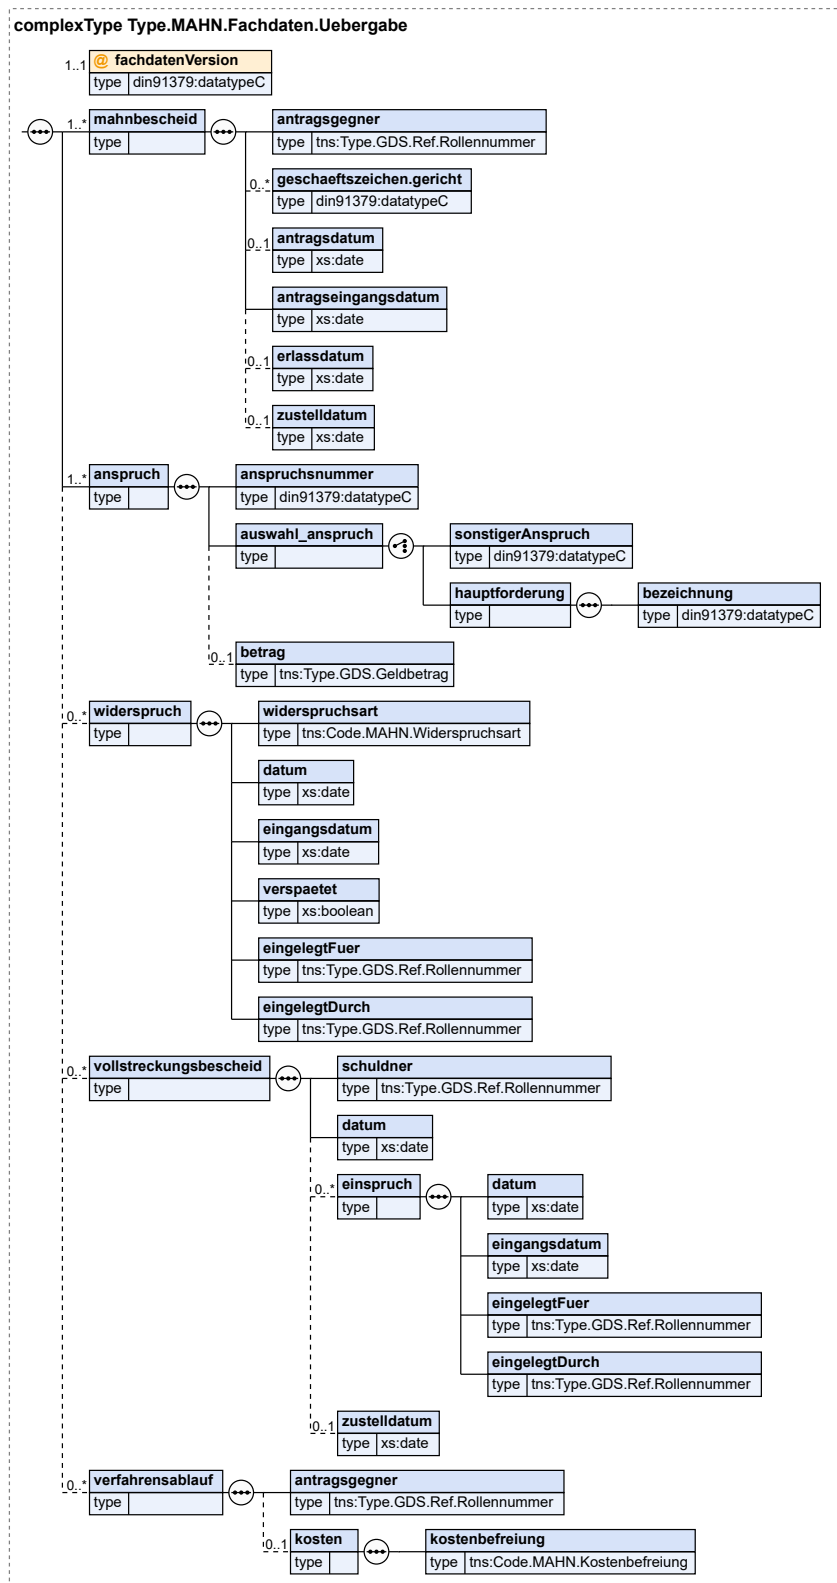 complexType Type.MAHN.Fachdaten.Uebergabe
1..1
@ fachdatenVersion
type din91379:datatypeC
1..*
mahnbescheid
type
antragsgegner
type tns:Type.GDS.Ref.Rollennummer
0..*
geschaeftszeichen.gericht
type din91379:datatypeC
0..1
antragsdatum
type xs:date
antragseingangsdatum
type xs:date
0..1
erlassdatum
type xs:date
0..1
zustelldatum
type xs:date
1..*
anspruch
type
anspruchsnummer
type din91379:datatypeC
auswahl_anspruch
type
sonstigerAnspruch
type din91379:datatypeC
hauptforderung
type
bezeichnung
type din91379:datatypeC
0..1
betrag
type tns:Type.GDS.Geldbetrag
0..*
widerspruch
type
widerspruchsart
type tns:Code.MAHN.Widerspruchsart
datum
type xs:date
eingangsdatum
type xs:date
verspaetet
type xs:boolean
eingelegtFuer
type tns:Type.GDS.Ref.Rollennummer
eingelegtDurch
type tns:Type.GDS.Ref.Rollennummer
0..*
vollstreckungsbescheid
type
schuldner
type tns:Type.GDS.Ref.Rollennummer
datum
type xs:date
0..*
einspruch
type
datum
type xs:date
eingangsdatum
type xs:date
eingelegtFuer
type tns:Type.GDS.Ref.Rollennummer
eingelegtDurch
type tns:Type.GDS.Ref.Rollennummer
0..1
zustelldatum
type xs:date
0..*
verfahrensablauf
type
antragsgegner
type tns:Type.GDS.Ref.Rollennummer
0..1
kosten
type
kostenbefreiung
type tns:Code.MAHN.Kostenbefreiung